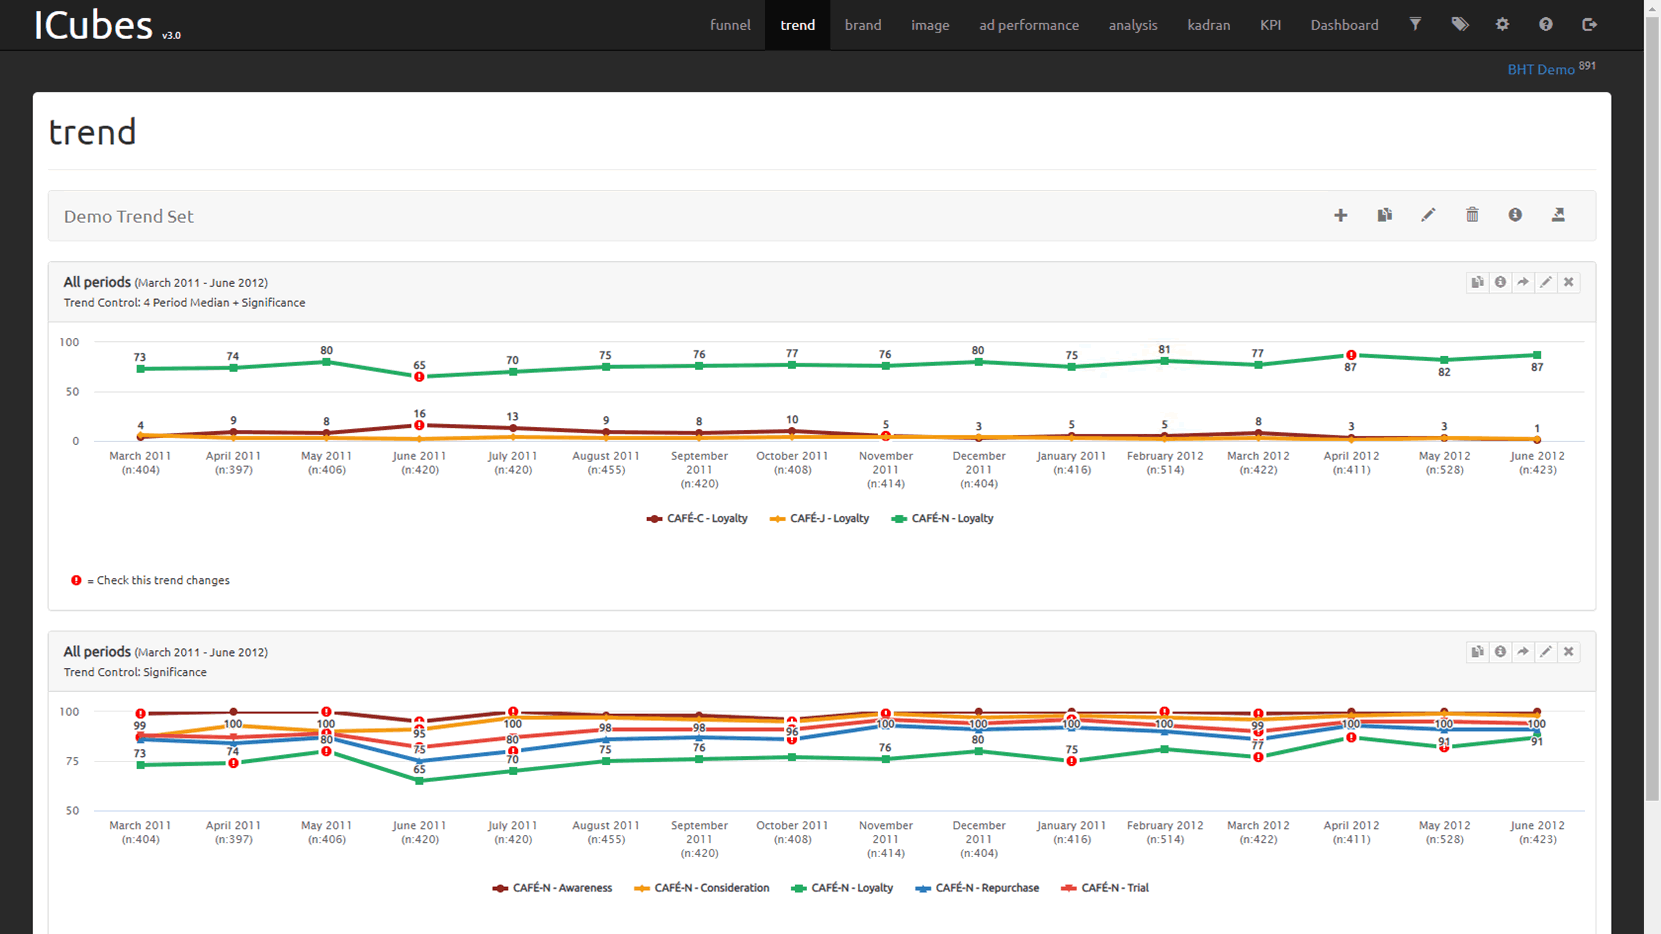 ICubes v3.0
funnel trend brand image ad performance analysis kadran KPI Dashboard
BHT Demo 891
trend
Demo Trend Set
All periods (March 2011 - June 2012)
Trend Control: 4 Period Median + Significance
100
50
0
73 74 80 65 70 75 76 77 76 80 75 81 77 87 82 87
4 9 8 16 13 9 8 10 5 3 5 5 8 3 3 1
March 2011 April 2011 May 2011 June 2011 July 2011 August 2011 September 2011 October 2011 November 2011 December 2011 January 2011 February 2012 March 2012 April 2012 May 2012 June 2012
(n:404) (n:397) (n:406) (n:420) (n:420) (n:455) (n:420) (n:408) (n:414) (n:404) (n:416) (n:514) (n:422) (n:411) (n:528) (n:423)
CAFÉ-C - Loyalty CAFÉ-J - Loyalty CAFÉ-N - Loyalty
= Check this trend changes
All periods (March 2011 - June 2012)
Trend Control: Significance
100
75
50
99 100 100 95 100 98 98 96 100 100 100 100 99 100 100 100
73 74 80 75 80 75 76 76 80 75 77 91 91
65 70
March 2011 April 2011 May 2011 June 2011 July 2011 August 2011 September 2011 October 2011 November 2011 December 2011 January 2011 February 2012 March 2012 April 2012 May 2012 June 2012
(n:404) (n:397) (n:406) (n:420) (n:420) (n:455) (n:420) (n:408) (n:414) (n:404) (n:416) (n:514) (n:422) (n:411) (n:528) (n:423)
CAFÉ-N - Awareness CAFÉ-N - Consideration CAFÉ-N - Loyalty CAFÉ-N - Repurchase CAFÉ-N - Trial